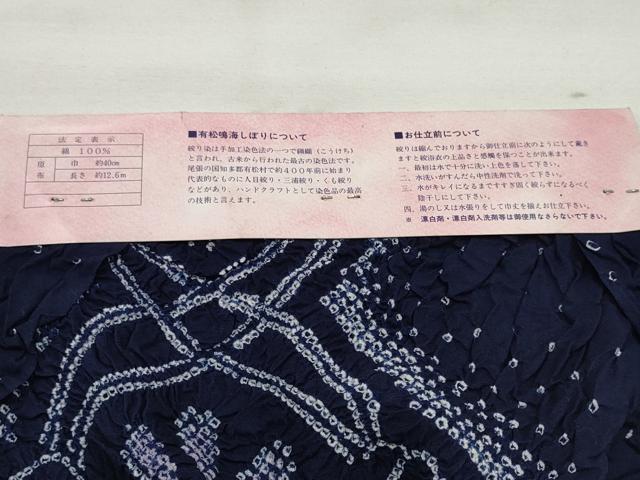 法定表示
綿 100%
原 巾 約40cm
布 長さ 約12.6m
■有松鳴海しぼりについて
絞り染は手加工染色法の一つで纐纈(こうけち)
と言われ、古来から行われた最古の染色法です。
尾張の国知多郡有松村で約400年前に始まり
代表的なものに人目絞り・三浦絞り・くも絞り
などがあり、ハンドクラフトとして染色品の最高
の技術と言えます。
■お仕立前について
絞りは縮んでおりますから御仕立前に次のようにして戴き
ますと絞浴衣の上品さと感触を保つことが出来ます。
一、最初は水で十分に洗い上色を落して下さい。
二、水洗いがすんだら中性洗剤で洗って下さい。
三、水がキレイになるまですすぎ固く絞らずになるべく
陰干しにして下さい。
四、湯のし又は水張りをして巾丈を揃えお仕立下さい。
※ 漂白剤・漂白剤入洗剤等は御使用なさらないで下さい。